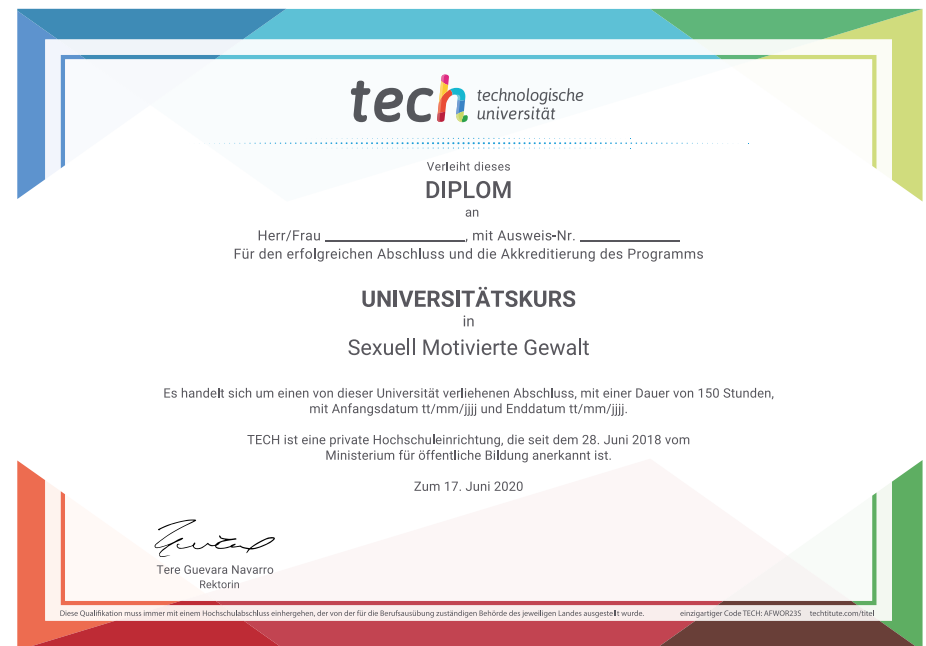 tech technologische
universität
Verleiht dieses
DIPLOM
an
Herr/Frau ____________________, mit Ausweis-Nr. ______________
Für den erfolgreichen Abschluss und die Akkreditierung des Programms
UNIVERSITÄTSKURS
in
Sexuell Motivierte Gewalt
Es handelt sich um einen von dieser Universität verliehenen Abschluss, mit einer Dauer von 150 Stunden,
mit Anfangsdatum tt/mm/jjjj und Enddatum tt/mm/jjjj.
TECH ist eine private Hochschuleinrichtung, die seit dem 28. Juni 2018 vom
Ministerium für öffentliche Bildung anerkannt ist.
Zum 17. Juni 2020
Tere Guevara Navarro
Rektorin
Diese Qualifikation muss immer mit einem Hochschulabschluss einhergehen, der von der für die Berufsausübung zuständigen Behörde des jeweiligen Landes ausgestellt wurde. einzigartiger Code TECH: AFWOR23S techtitute.com/titel